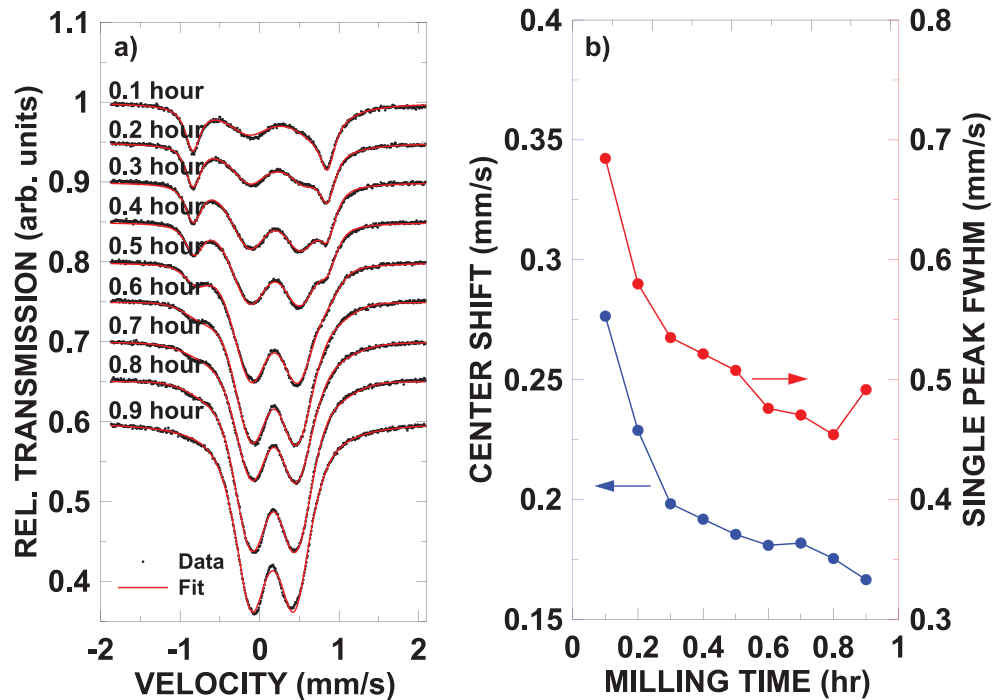 a)
REL. TRANSMISSION (arb. units)
1.1
1
0.9
0.8
0.7
0.6
0.5
0.4
0.1 hour
0.2 hour
0.3 hour
0.4 hour
0.5 hour
0.6 hour
0.7 hour
0.8 hour
0.9 hour
Data
Fit
-2 -1 0 1 2
VELOCITY (mm/s)
b)
CENTER SHIFT (mm/s)
0.4
0.35
0.3
0.25
0.2
0.15
0.8
0.7
0.6
0.5
0.4
0.3
SINGLE PEAK FWHM (mm/s)
0 0.2 0.4 0.6 0.8 1
MILLING TIME (hr)